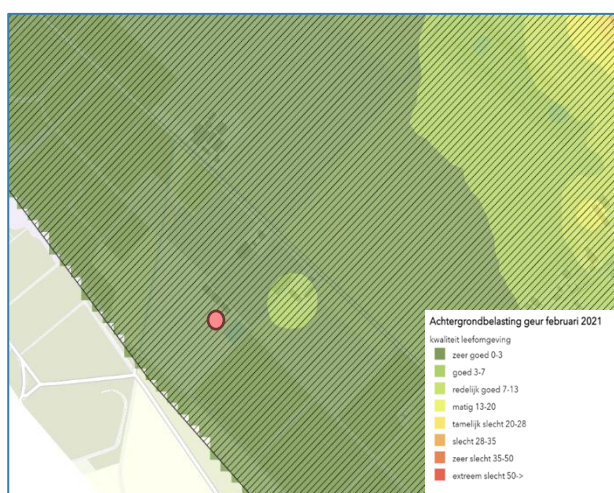 Achtergrondbelasting geur februari 2021
kwaliteit leefomgeving
zeer goed 0-3
goed 3-7
redelijk goed 7-13
matig 13-20
tamelijk slecht 20-28
slecht 28-35
zeer slecht 35-50
extreem slecht 50->